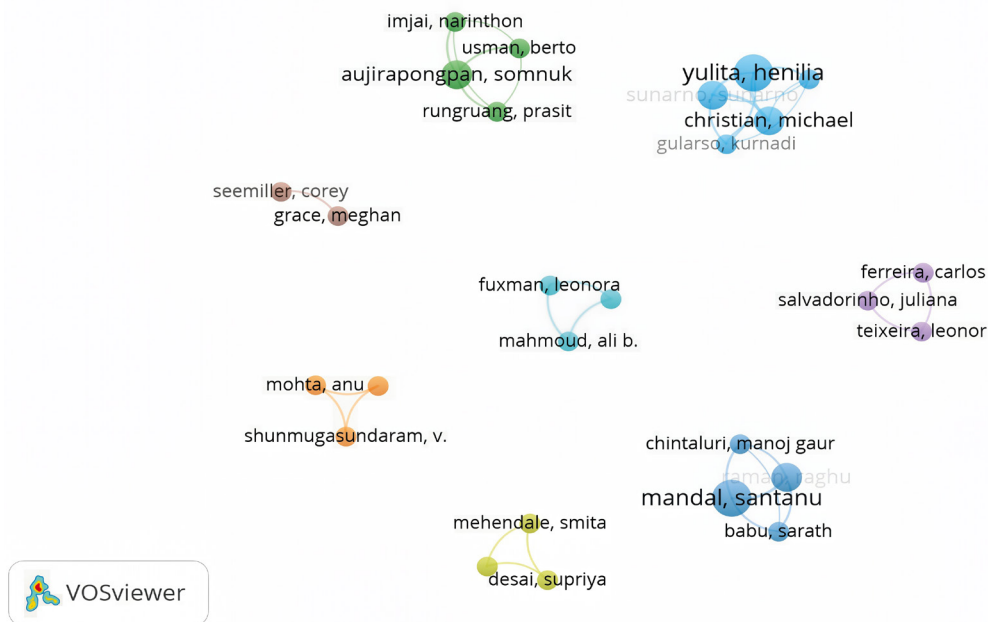 imjai, narinthon
usman, berto
aujirapongpan, somnuk
rungruang, prasit
yulita, henilia
sunarno, sunarno
christian, michael
gularso, kurnadi
seemiller, corey
grace, meghan
fuxman, leonora
mahmoud, ali b.
ferreira, carlos
salvadorinho, juliana
teixeira, leonor
mohta, anu
shunmugasundaram, v.
chintaluri, manoj gaur
raman, raghu
mandal, santanu
babu, sarath
mehendale, smita
desai, supriya
VOSviewer